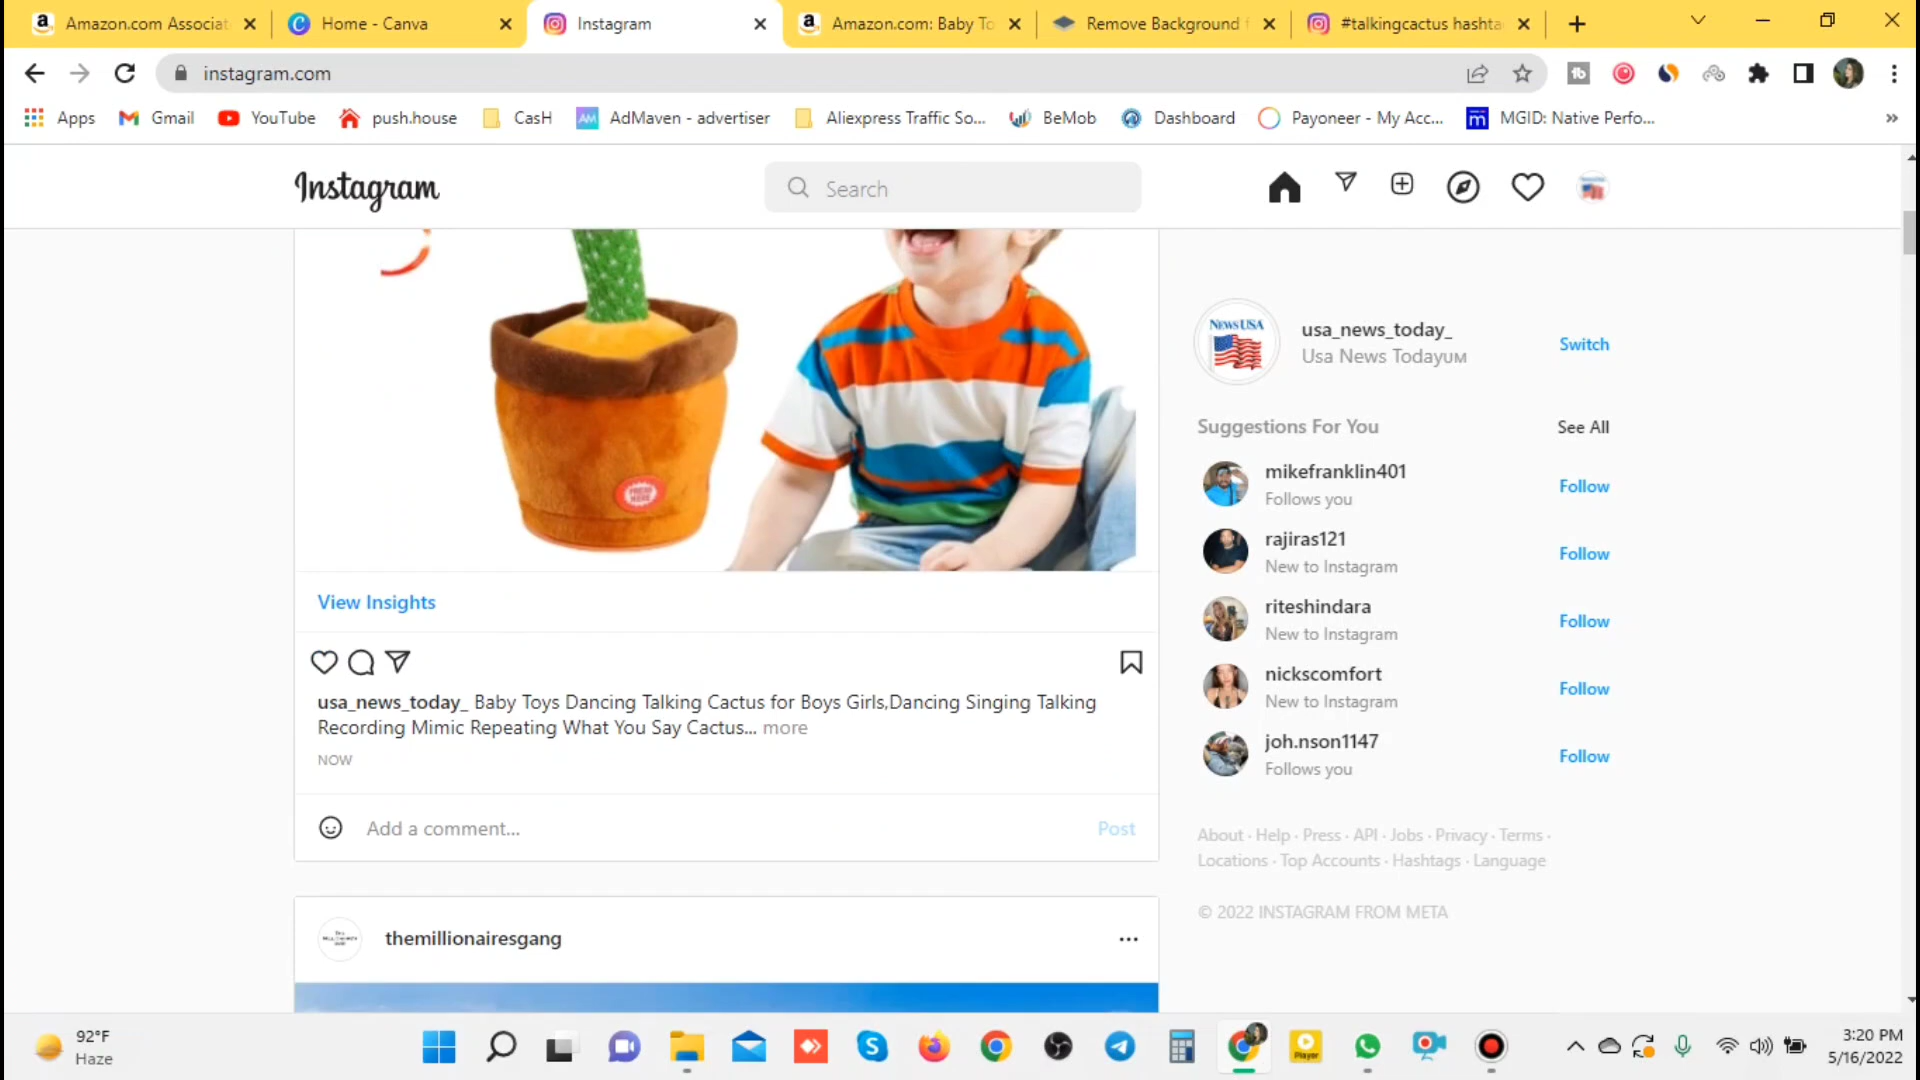 Amazon.com Associat
Home - Canva
Instagram
Amazon.com: Baby To
Remove Background f
#talkingcactus hashta
instagram.com
Apps
Gmail
YouTube
push.house
CasH
AdMaven - advertiser
Aliexpress Traffic So...
BeMob
Dashboard
Payoneer - My Acc...
MGID: Native Perfo...
Instagram
Search
NEWS USA
usa_news_today_
Usa News Todayᴜᴍ
Switch
Suggestions For You
See All
mikefranklin401
Follows you
Follow
rajiras121
New to Instagram
Follow
riteshindara
New to Instagram
Follow
nickscomfort
New to Instagram
Follow
joh.nson1147
Follows you
Follow
About · Help · Press · API · Jobs · Privacy · Terms ·
Locations · Top Accounts · Hashtags · Language
© 2022 INSTAGRAM FROM META
View Insights
usa_news_today_ Baby Toys Dancing Talking Cactus for Boys Girls,Dancing Singing Talking
Recording Mimic Repeating What You Say Cactus... more
NOW
Add a comment...
Post
themillionairesgang
92°F
Haze
Player
3:20 PM
5/16/2022